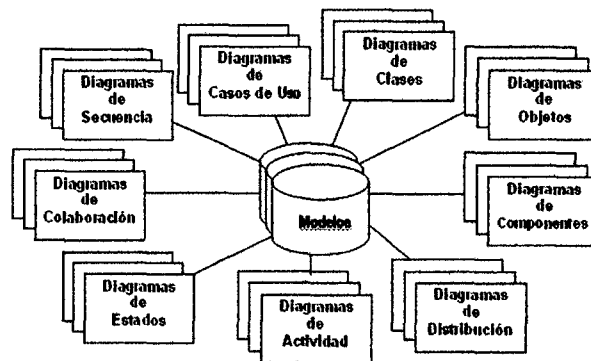 Diagramas
de
Secuencia
Diagramas
de
Casos de Uso
Diagramas
de
Clases
Diagramas
de
Objetos
Diagramas
de
Colaboración
Modelos
Diagramas
de
Componentes
Diagramas
de
Estados
Diagramas
de
Actividad
Diagramas
de
Distribución